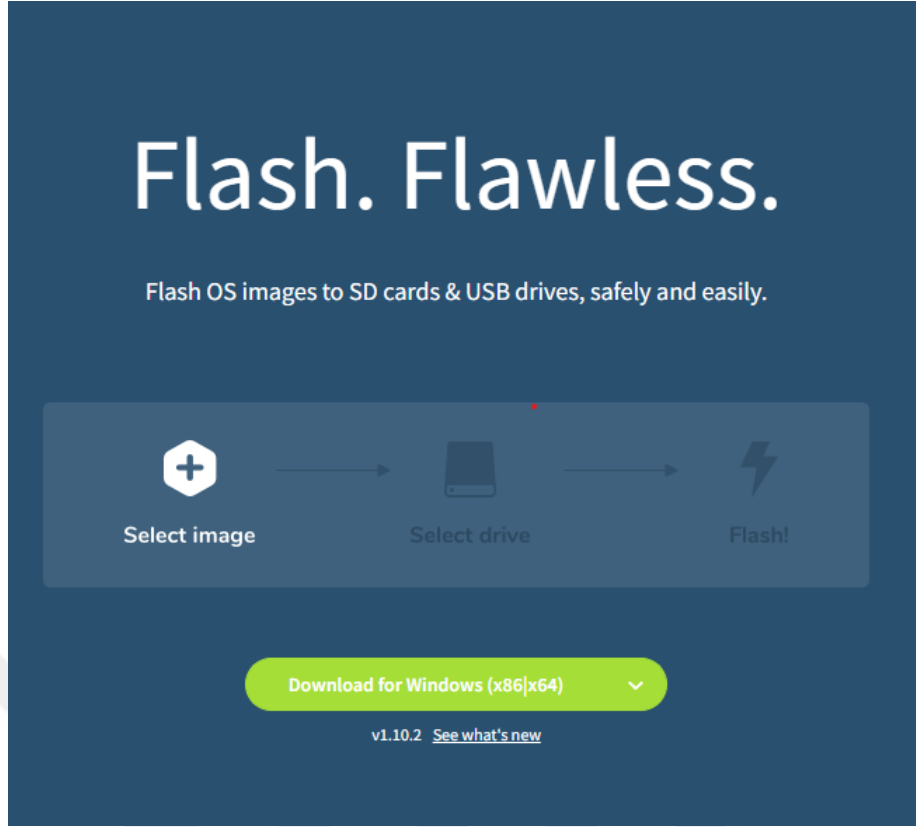 Flash. Flawless.
Flash OS images to SD cards & USB drives, safely and easily.
Select image
Select drive
Flash!
Download for Windows (x86|x64)
v1.10.2 See what's new